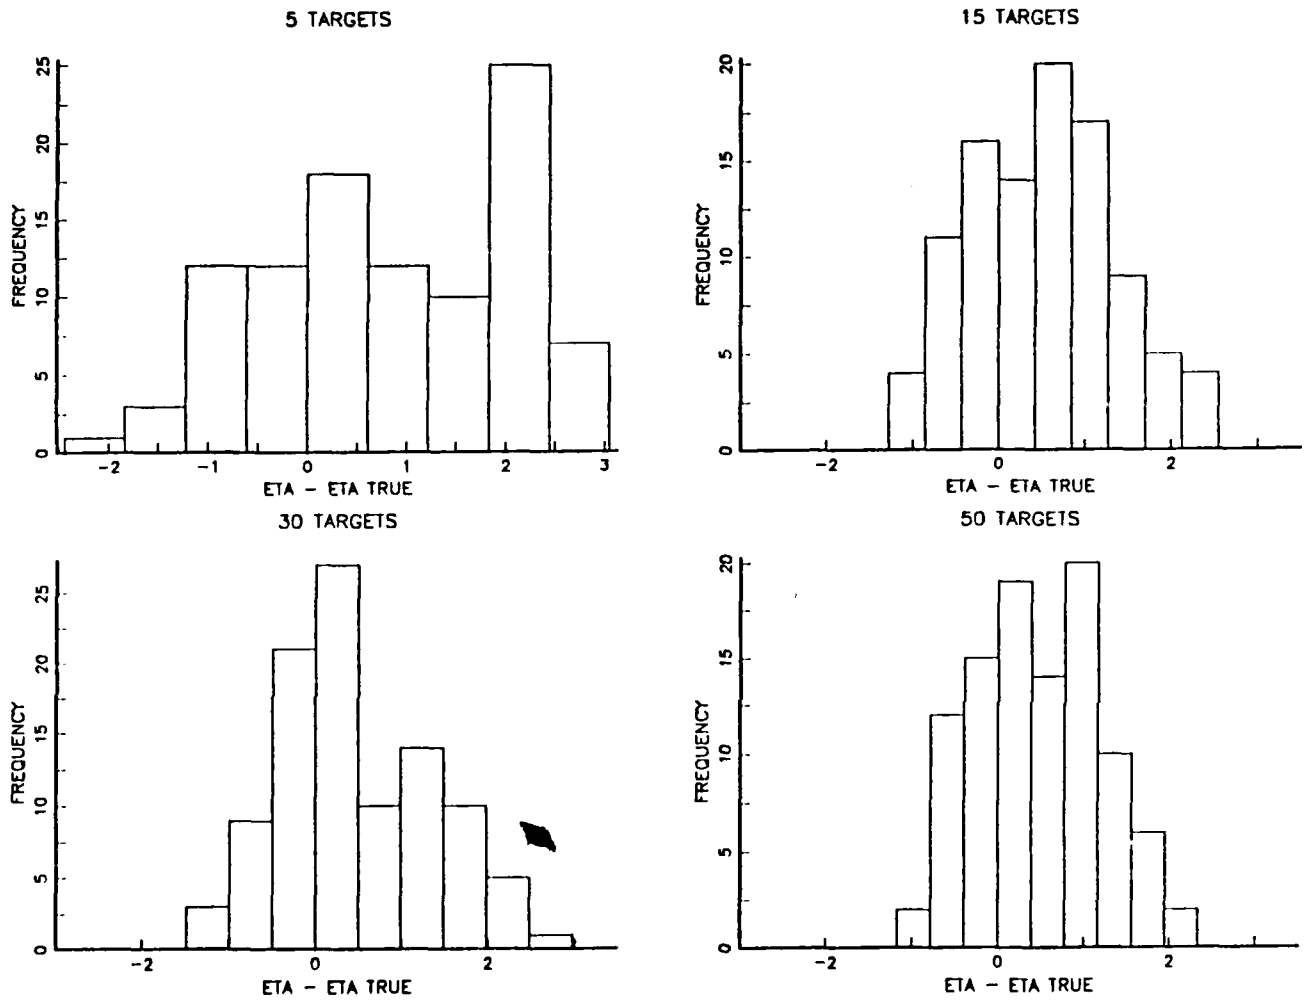 5 TARGETS
25
20
15
10
5
0
FREQUENCY
-2 -1 0 1 2 3
ETA - ETA TRUE
15 TARGETS
20
15
10
5
0
FREQUENCY
-2 0 2
ETA - ETA TRUE
30 TARGETS
25
20
15
10
5
0
FREQUENCY
-2 0 2
ETA - ETA TRUE
50 TARGETS
20
15
10
5
0
FREQUENCY
-2 0 2
ETA - ETA TRUE